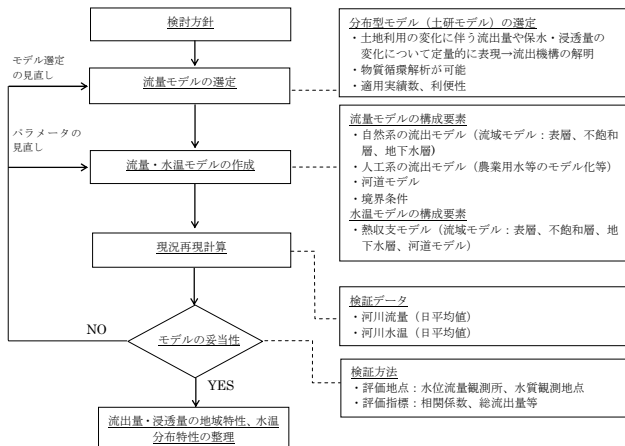 検討方針
モデル選定
の見直し
流量モデルの選定
パラメータの
見直し
流量・水温モデルの作成
現況再現計算
モデルの妥当性
NO
YES
流出量・浸透量の地域特性、水温
分布特性の整理
分布型モデル（土研モデル）の選定
・土地利用の変化に伴う流出量や保水・浸透量の
変化について定量的に表現→流出機構の解明
・物質循環解析が可能
・適用実績数、利便性
流量モデルの構成要素
・自然系の流出モデル（流域モデル：表層、不飽和
層、地下水層)
・人工系の流出モデル（農業用水等のモデル化等）
・河道モデル
・境界条件
水温モデルの構成要素
・熱収支モデル（流域モデル：表層、不飽和層、地
下水層、河道モデル）
検証データ
・河川流量（日平均値）
・河川水温（日平均値）
検証方法
・評価地点：水位流量観測所、水質観測地点
・評価指標：相関係数、総流出量等